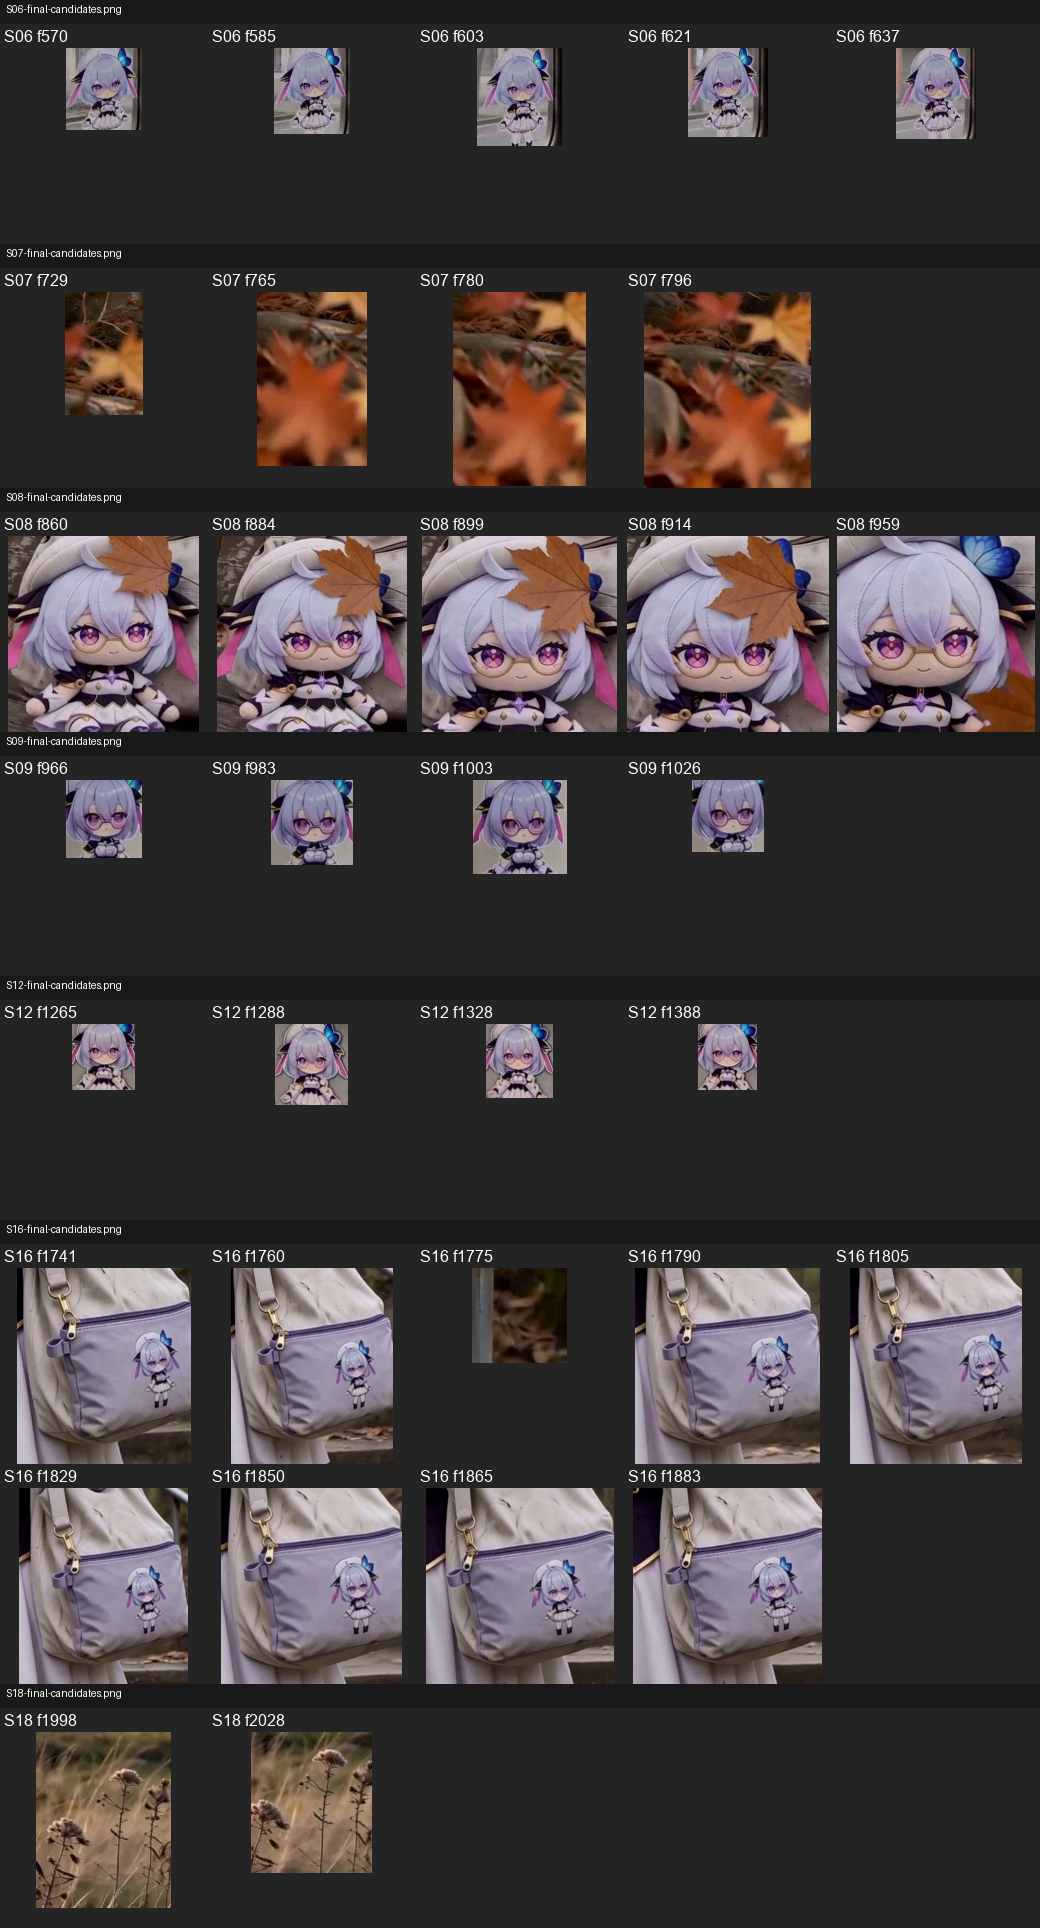 S06-final-candidates.png
S06 f570 S06 f585 S06 f603 S06 f621 S06 f637
S07-final-candidates.png
S07 f729 S07 f765 S07 f780 S07 f796
S08-final-candidates.png
S08 f860 S08 f884 S08 f899 S08 f914 S08 f959
S09-final-candidates.png
S09 f966 S09 f983 S09 f1003 S09 f1026
S12-final-candidates.png
S12 f1265 S12 f1288 S12 f1328 S12 f1388
S16-final-candidates.png
S16 f1741 S16 f1760 S16 f1775 S16 f1790 S16 f1805
S16 f1829 S16 f1850 S16 f1865 S16 f1883
S18-final-candidates.png
S18 f1998 S18 f2028